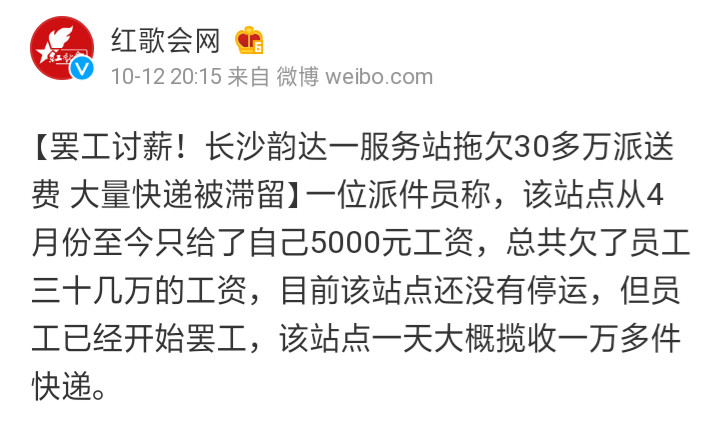 红歌会网
10-12 20:15 来自 微博 weibo.com
【罢工讨薪！长沙韵达一服务站拖欠30多万派送
费 大量快递被滞留】一位派件员称，该站点从4
月份至今只给了自己5000元工资，总共欠了员工
三十几万的工资，目前该站点还没有停运，但员
工已经开始罢工，该站点一天大概揽收一万多件
快递。